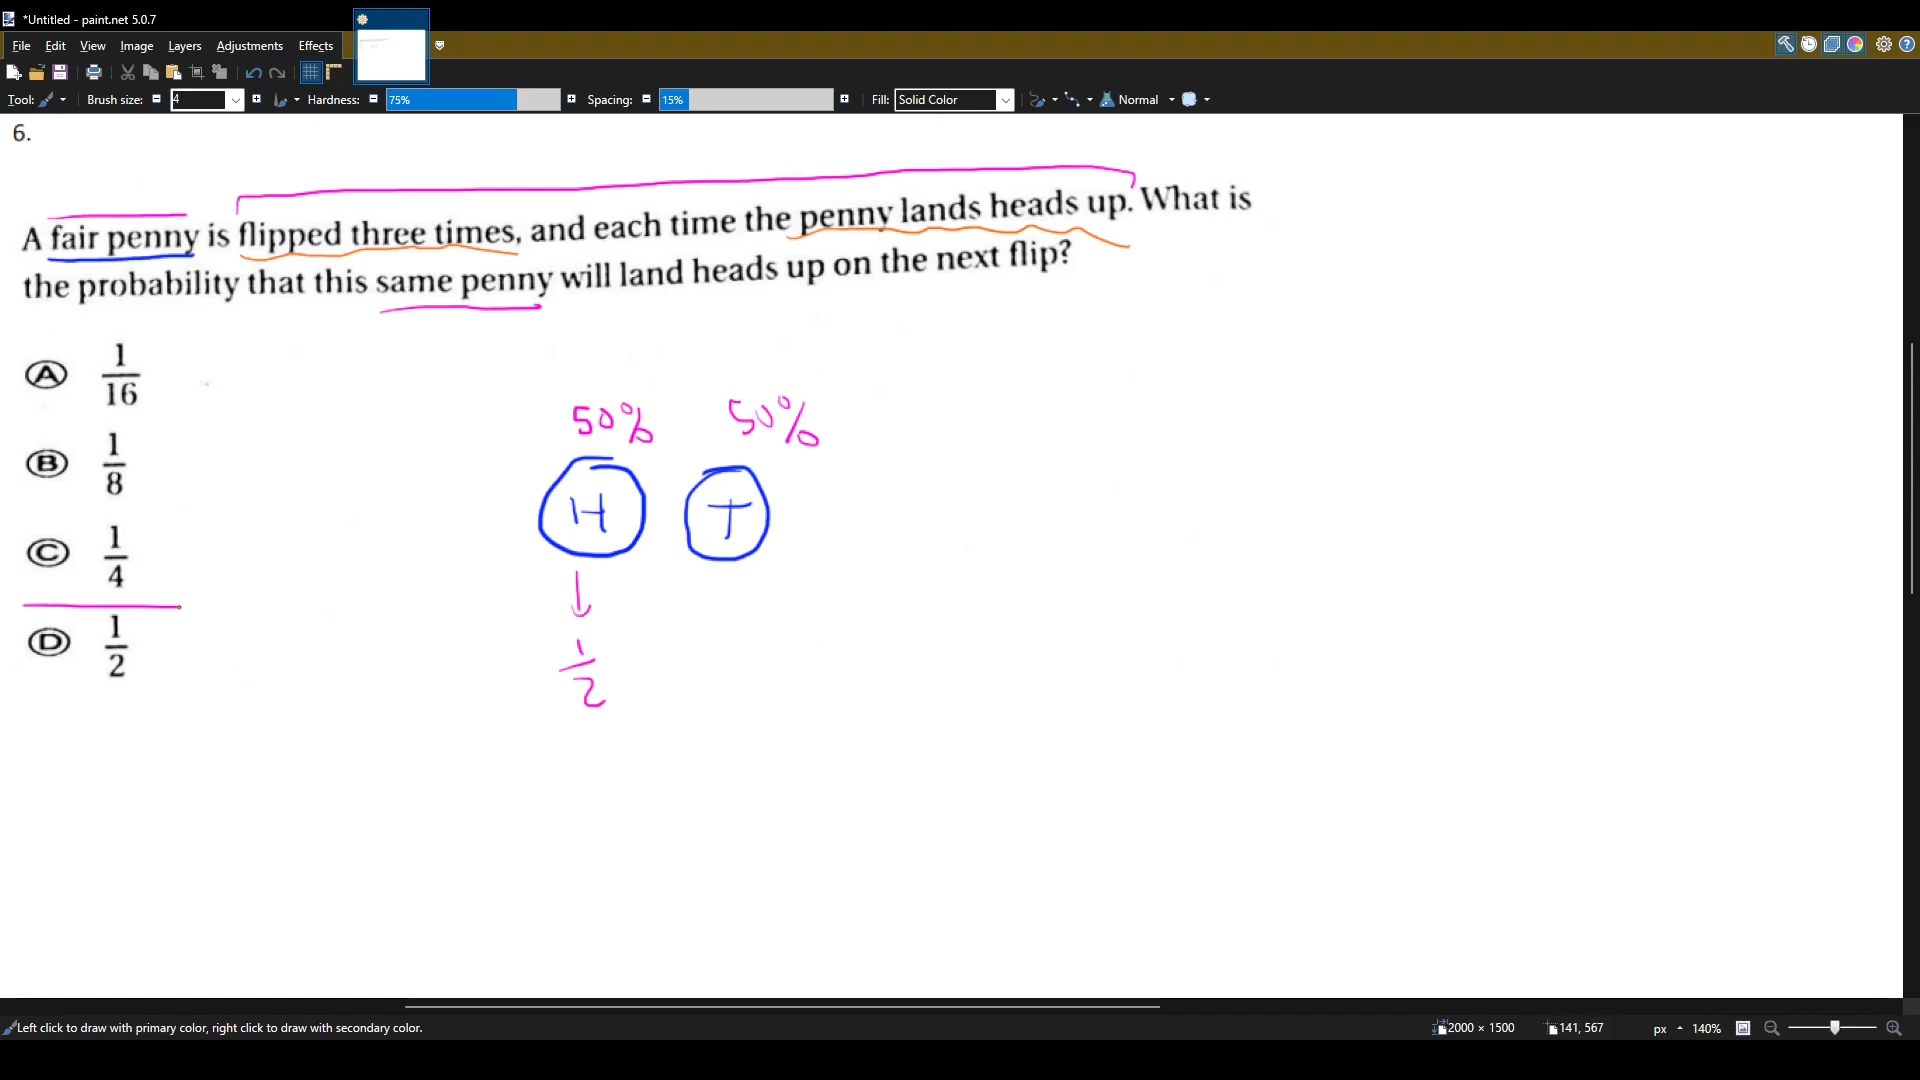 *Untitled - paint.net 5.0.7
File Edit View Image Layers Adjustments Effects
Tool: Brush size: 4 Hardness: 75% Spacing: 15% Fill: Solid Color Normal
6.
A fair penny is flipped three times, and each time the penny lands heads up. What is
the probability that this same penny will land heads up on the next flip?
A 1/16
B 1/8
C 1/4
D 1/2
50% 50%
H T
1/2
Left click to draw with primary color, right click to draw with secondary color. 2000 × 1500 141, 567 px 140%